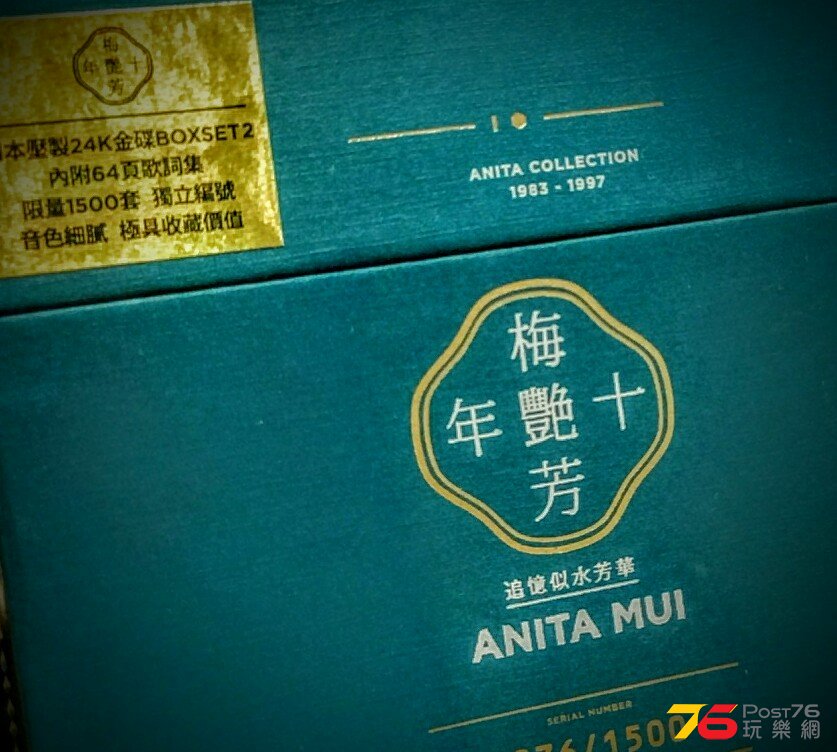 梅
年艷十
芳
本壓製24K金碟BOXSET2
內附64頁歌詞集
限量1500套 獨立編號
音色細膩 極具收藏價值
ANITA COLLECTION
1983 - 1997
梅
年艷十
芳
追憶似水芳華
ANITA MUI
SERIAL NUMBER
76/1500
76 POST76
玩樂網